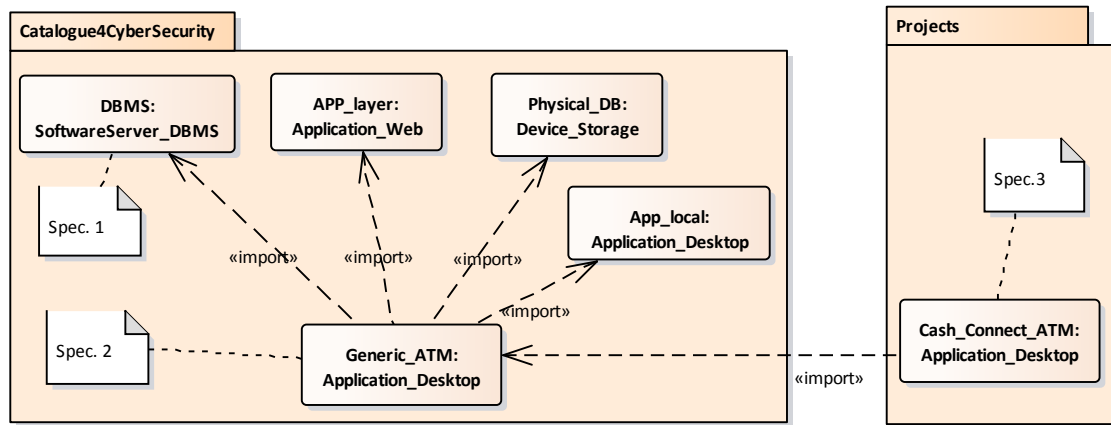 Catalogue4CyberSecurity
Projects
DBMS:
SoftwareServer_DBMS
APP_layer:
Application_Web
Physical_DB:
Device_Storage
Spec.3
Spec. 1
App_local:
Application_Desktop
«import»
«import»
«import»
«import»
Spec. 2
Generic_ATM:
Application_Desktop
Cash_Connect_ATM:
Application_Desktop
«import»